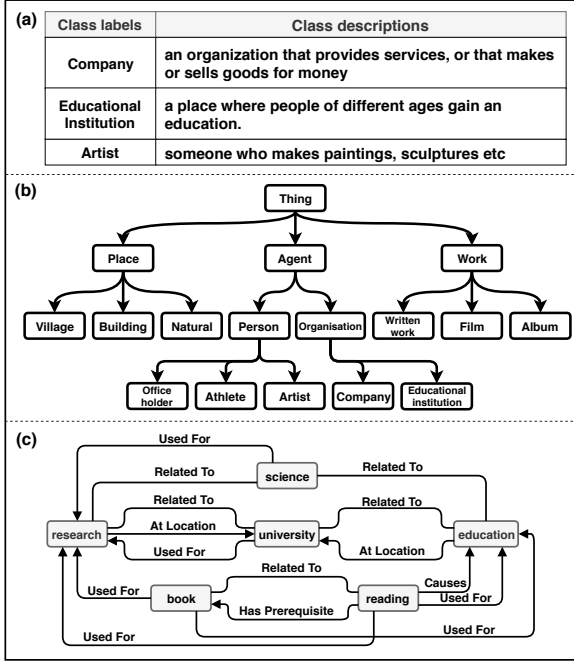 (a)
Class labels Class descriptions
Company
an organization that provides services, or that makes
or sells goods for money
Educational
Institution
a place where people of different ages gain an
education.
Artist someone who makes paintings, sculptures etc
(b)
Thing
Place Agent Work
Village Building Natural Person Organisation Written
work Film Album
Office
holder Athlete Artist Company Educational
institution
(c)
Used For
Related To science Related To
Related To Related To
research At Location university education
Used For At Location
Related To Causes
Used For book reading Used For
Has Prerequisite
Used For Used For